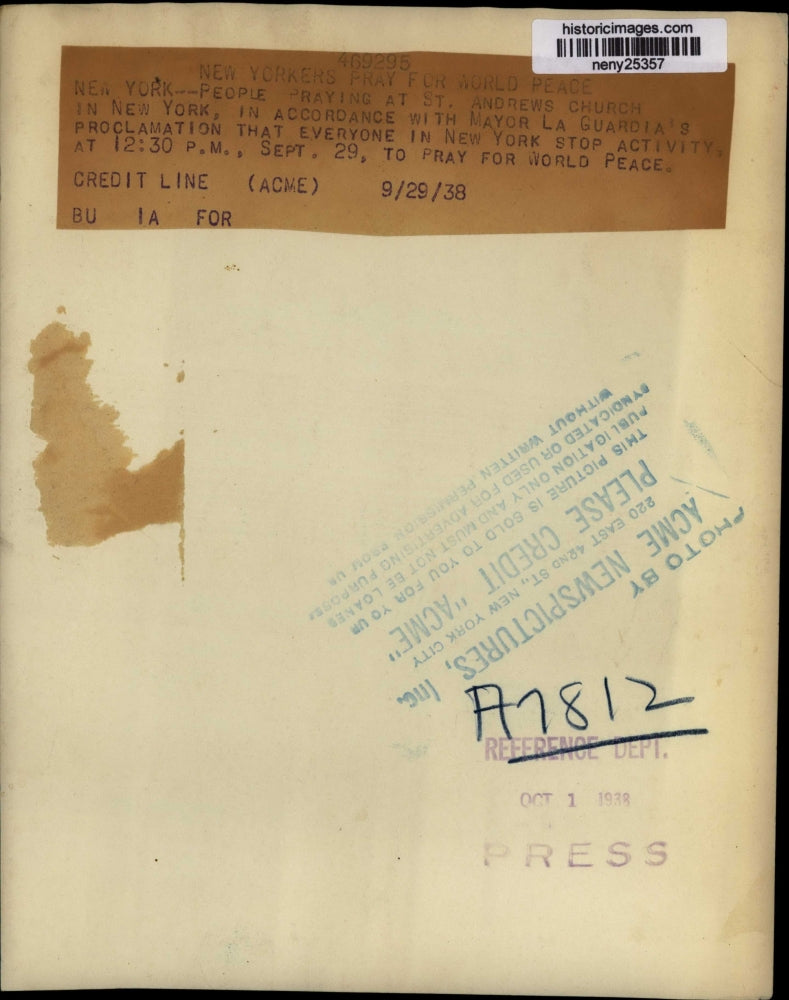 historicimages.com
neny25357
469295
NEW YORKERS PRAY FOR WORLD PEACE
NEW YORK--PEOPLE PRAYING AT ST. ANDREWS CHURCH
IN NEW YORK, IN ACCORDANCE WITH MAYOR LA GUARDIA'S
PROCLAMATION THAT EVERYONE IN NEW YORK STOP ACTIVITY,
AT 12:30 P.M., SEPT. 29, TO PRAY FOR WORLD PEACE.
CREDIT LINE (ACME) 9/29/38
BU IA FOR
PHOTO BY
ACME NEWSPICTURES, Inc.
220 EAST 42ND ST., NEW YORK CITY
PLEASE CREDIT "ACME"
THIS PICTURE IS SOLD TO YOU FOR YOUR
PUBLICATION ONLY AND MUST NOT BE LOANED
SYNDICATED OR USED FOR ADVERTISING PURPOSES
WITHOUT WRITTEN PERMISSION FROM US
A7812
REFERENCE DEPT.
OCT 1 1938
PRESS